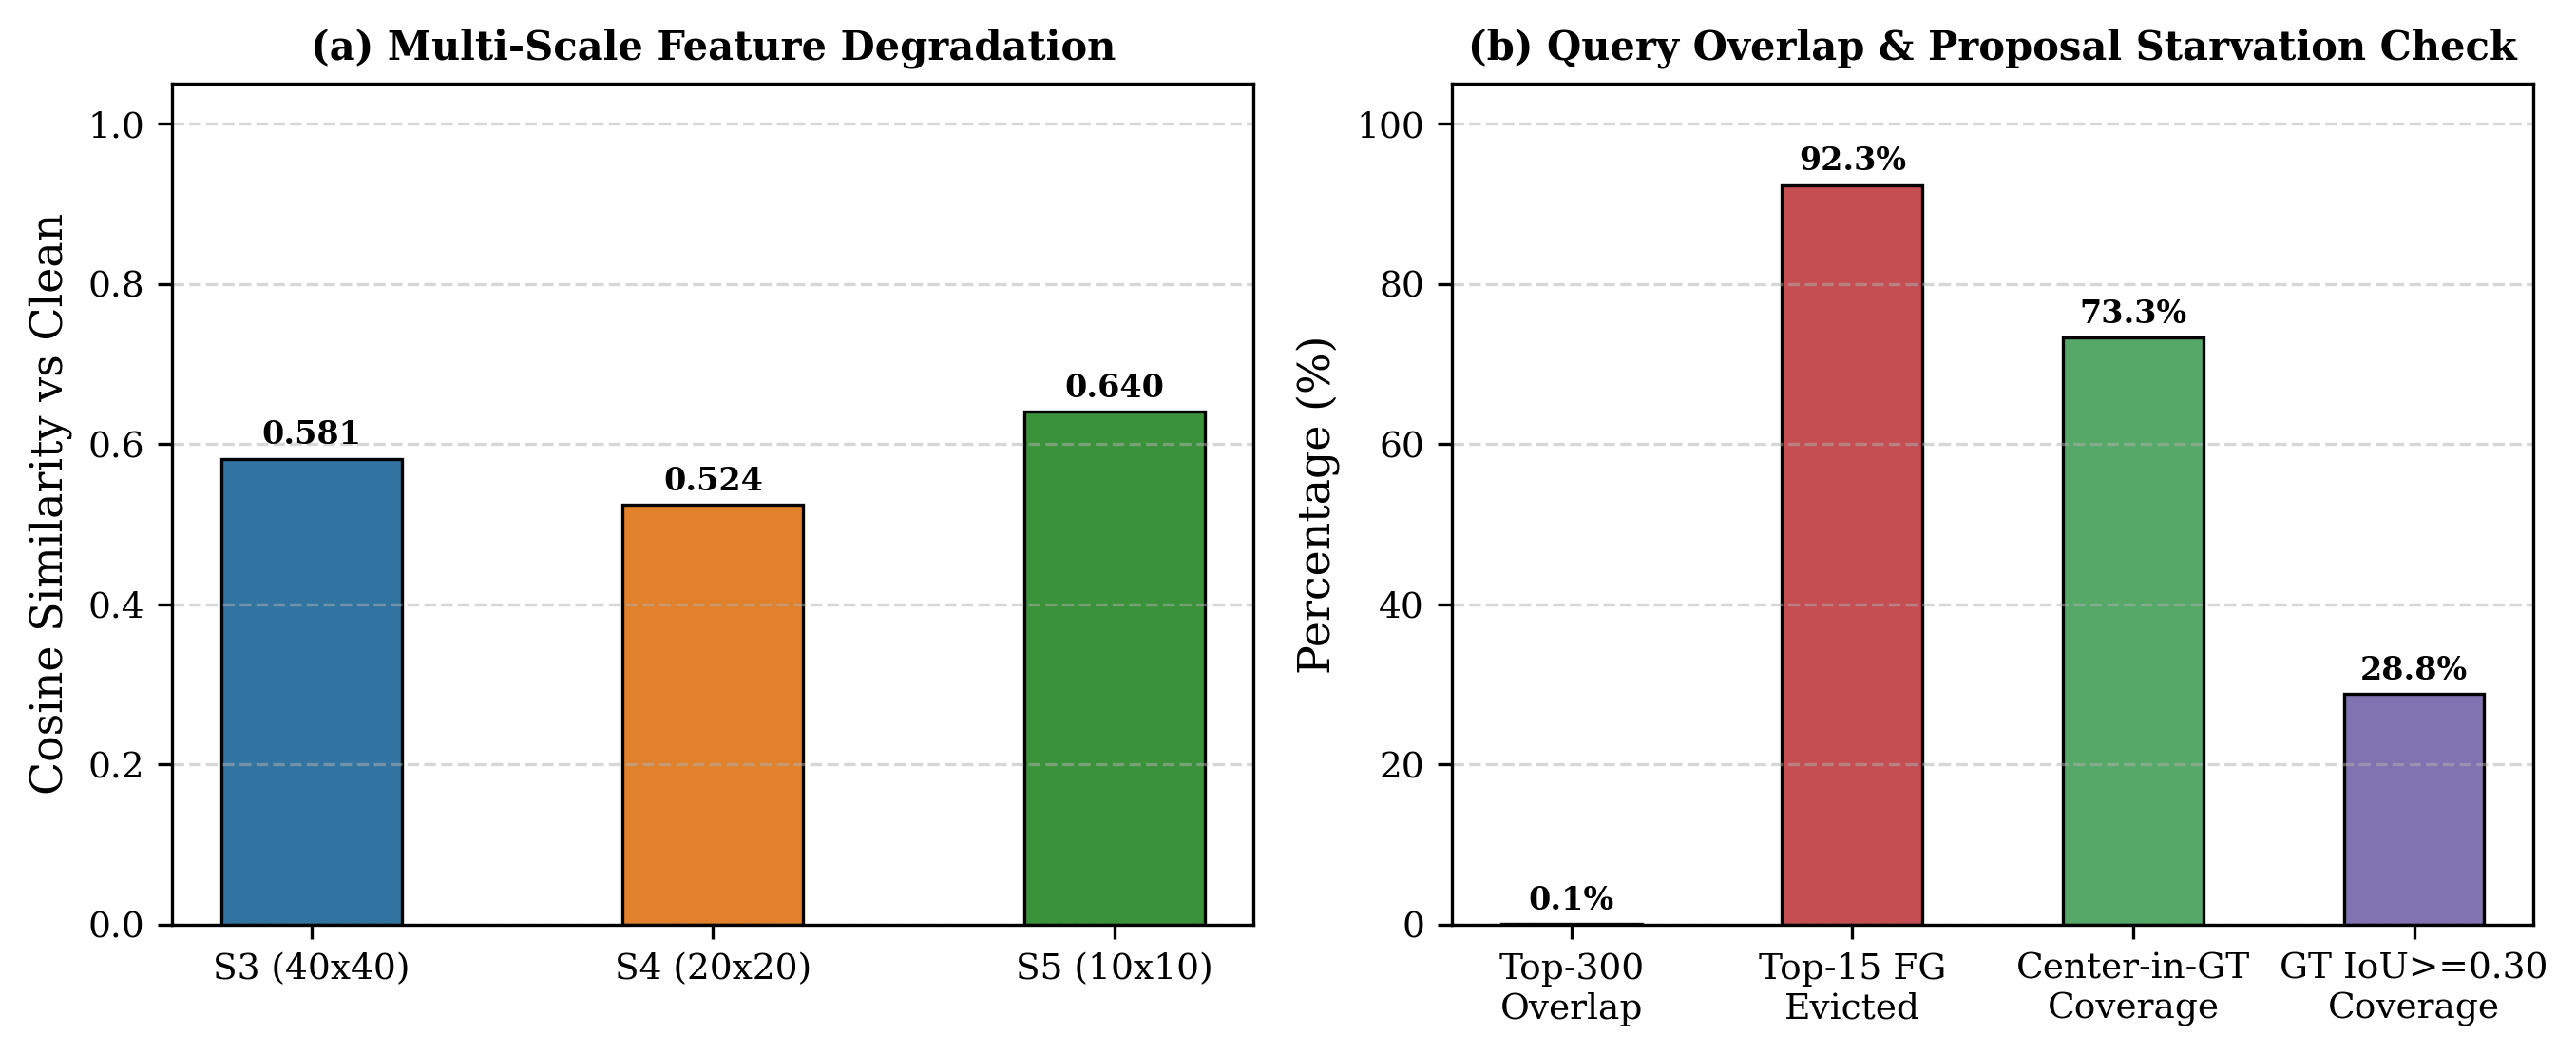 (a) Multi-Scale Feature Degradation
Cosine Similarity vs Clean
1.0
0.8
0.6
0.4
0.2
0.0
0.581
0.524
0.640
S3 (40x40)
S4 (20x20)
S5 (10x10)
(b) Query Overlap & Proposal Starvation Check
Percentage (%)
100
80
60
40
20
0
0.1%
92.3%
73.3%
28.8%
Top-300
Overlap
Top-15 FG
Evicted
Center-in-GT
Coverage
GT IoU>=0.30
Coverage